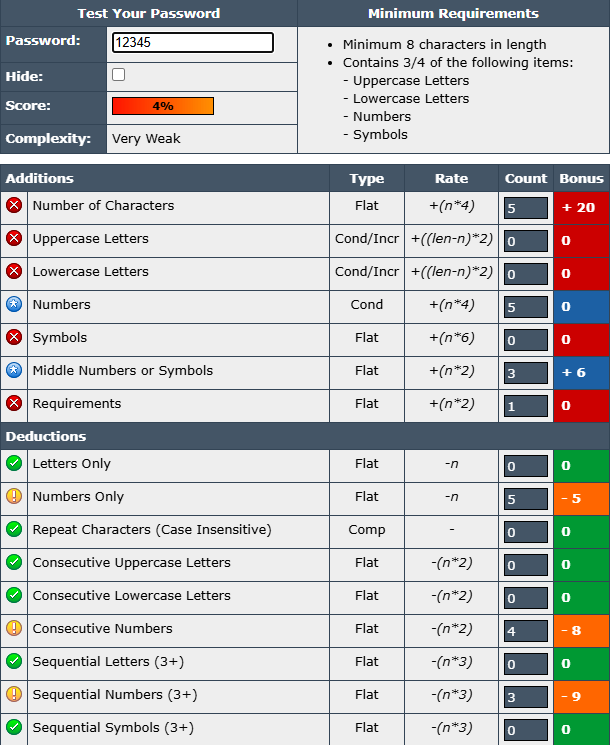 Test Your Password Minimum Requirements
Password: 12345
• Minimum 8 characters in length
• Contains 3/4 of the following items:
- Uppercase Letters
- Lowercase Letters
- Numbers
- Symbols
Hide:
Score: 4%
Complexity: Very Weak
Additions Type Rate Count Bonus
Number of Characters Flat +(n*4) 5 + 20
Uppercase Letters Cond/Incr +((len-n)*2) 0 0
Lowercase Letters Cond/Incr +((len-n)*2) 0 0
Numbers Cond +(n*4) 5 0
Symbols Flat +(n*6) 0 0
Middle Numbers or Symbols Flat +(n*2) 3 + 6
Requirements Flat +(n*2) 1 0
Deductions
Letters Only Flat -n 0 0
Numbers Only Flat -n 5 - 5
Repeat Characters (Case Insensitive) Comp - 0 0
Consecutive Uppercase Letters Flat -(n*2) 0 0
Consecutive Lowercase Letters Flat -(n*2) 0 0
Consecutive Numbers Flat -(n*2) 4 - 8
Sequential Letters (3+) Flat -(n*3) 0 0
Sequential Numbers (3+) Flat -(n*3) 3 - 9
Sequential Symbols (3+) Flat -(n*3) 0 0